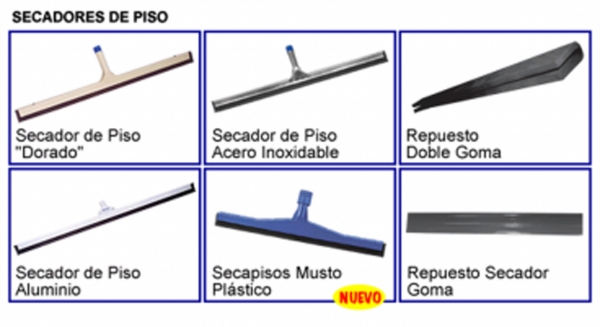 SECADORES DE PISO
Secador de Piso
"Dorado"
Secador de Piso
Acero Inoxidable
Repuesto
Doble Goma
Secador de Piso
Aluminio
Secapisos Musto
Plástico
NUEVO
Repuesto Secador
Goma